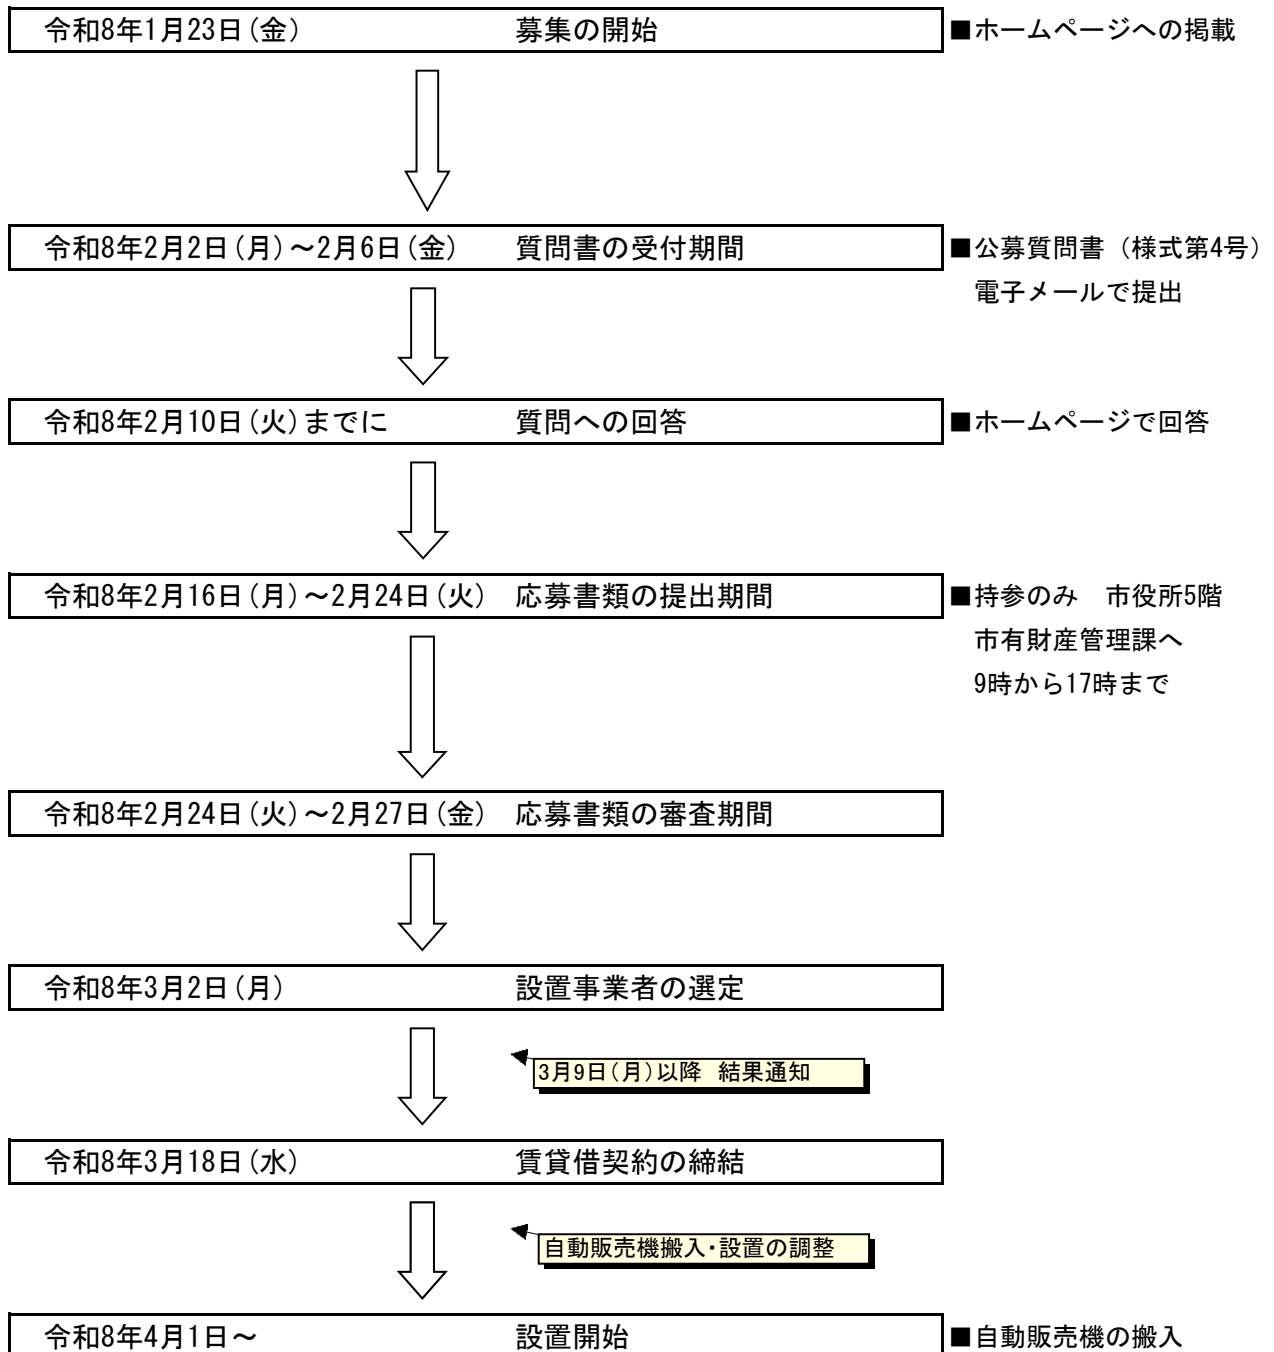 令和8年1月23日(金) 募集の開始 ■ホームページへの掲載
令和8年2月2日(月)～2月6日(金) 質問書の受付期間 ■公募質問書（様式第4号）
電子メールで提出
令和8年2月10日(火)までに 質問への回答 ■ホームページで回答
令和8年2月16日(月)～2月24日(火) 応募書類の提出期間 ■持参のみ　市役所5階
市有財産管理課へ
9時から17時まで
令和8年2月24日(火)～2月27日(金) 応募書類の審査期間
令和8年3月2日(月) 設置事業者の選定
3月9日(月)以降 結果通知
令和8年3月18日(水) 賃貸借契約の締結
自動販売機搬入・設置の調整
令和8年4月1日～ 設置開始 ■自動販売機の搬入